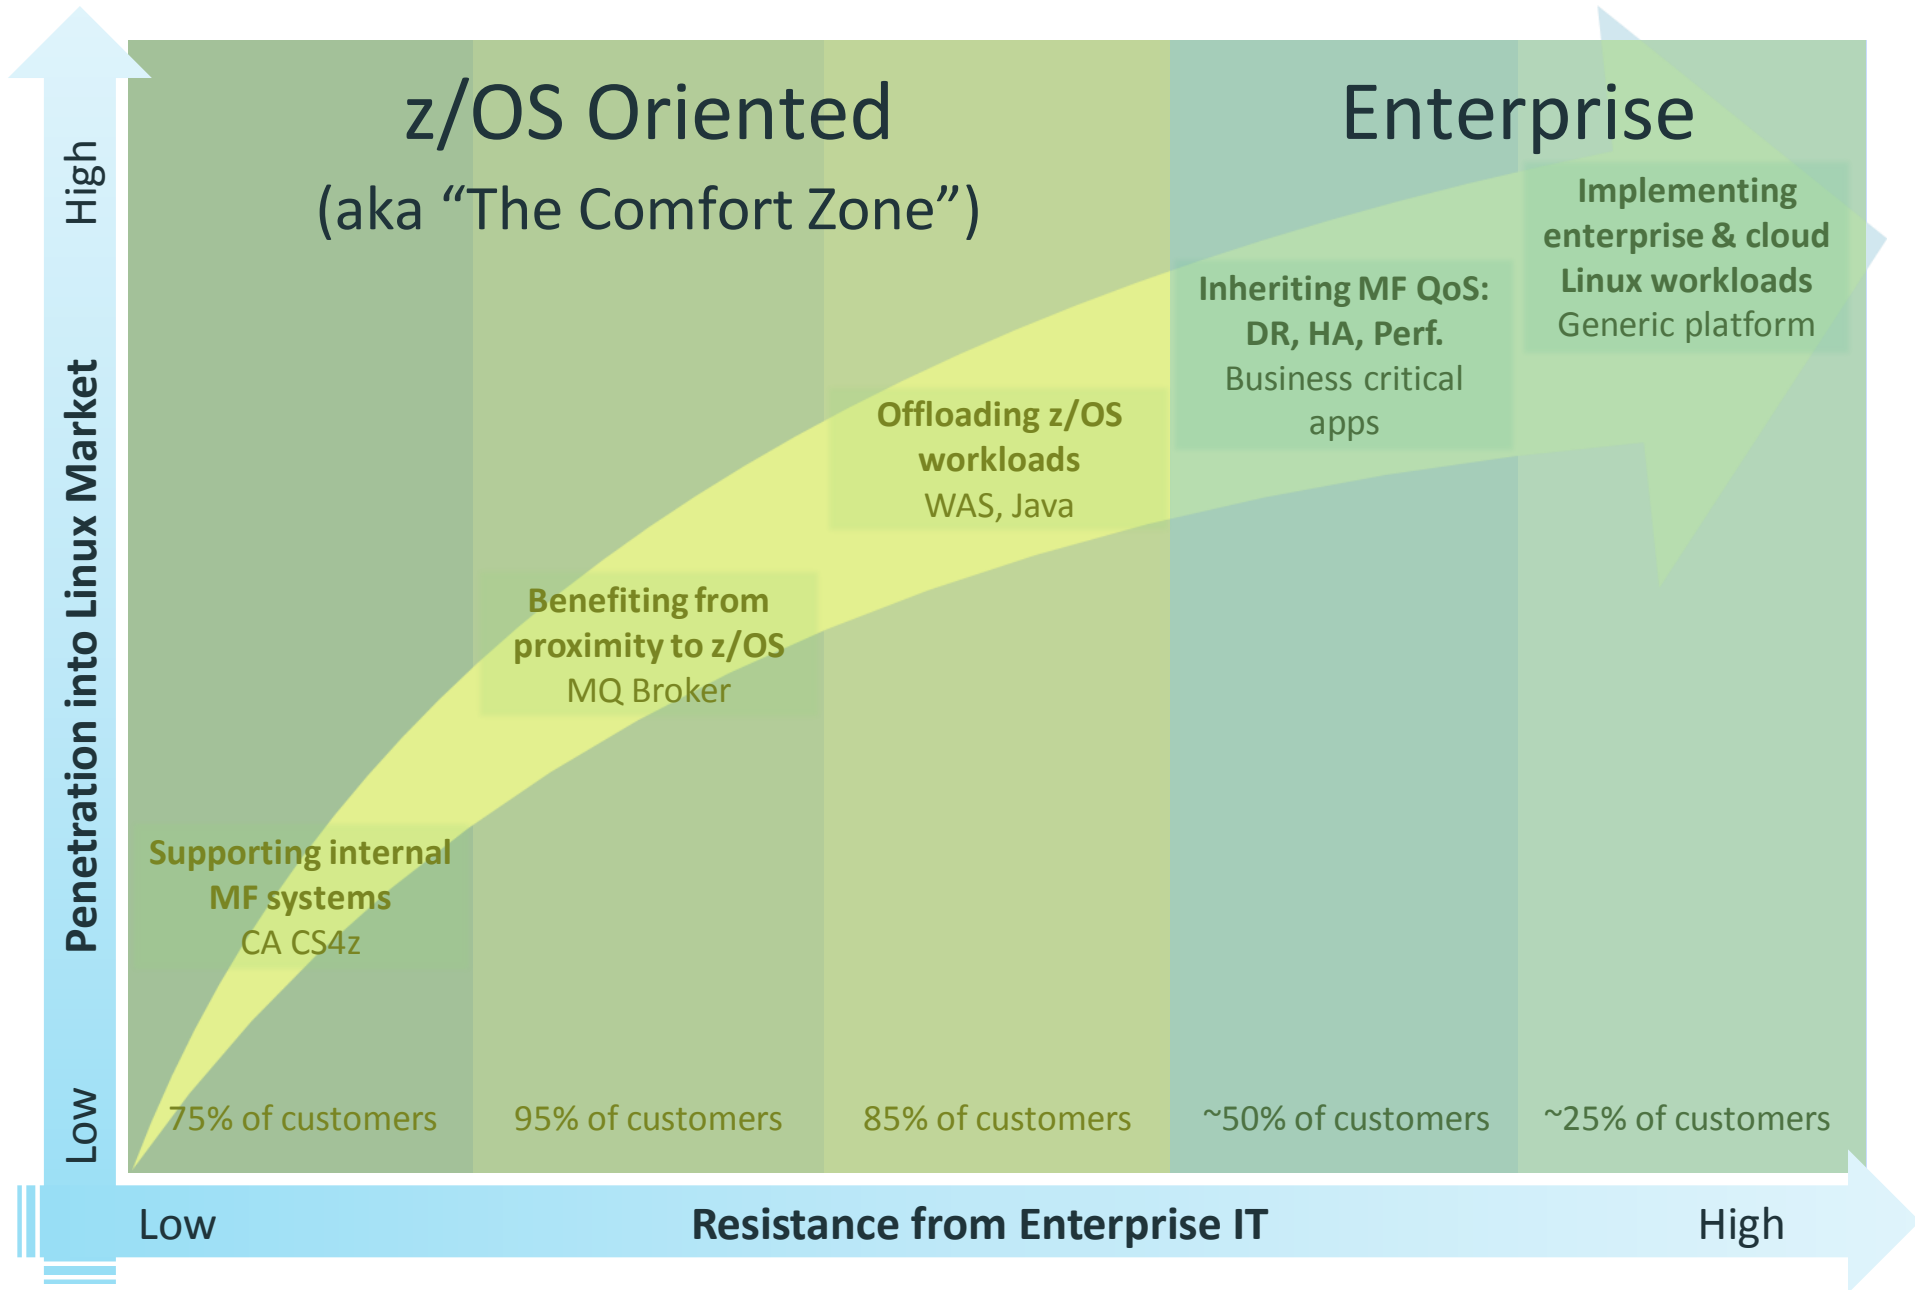 z/OS Oriented
(aka “The Comfort Zone”)
Enterprise
High
Penetration into Linux Market
Low
Supporting internal
MF systems
CA CS4z
Benefiting from
proximity to z/OS
MQ Broker
Offloading z/OS
workloads
WAS, Java
Inheriting MF QoS:
DR, HA, Perf.
Business critical
apps
Implementing
enterprise & cloud
Linux workloads
Generic platform
75% of customers
95% of customers
85% of customers
~50% of customers
~25% of customers
Low
Resistance from Enterprise IT
High